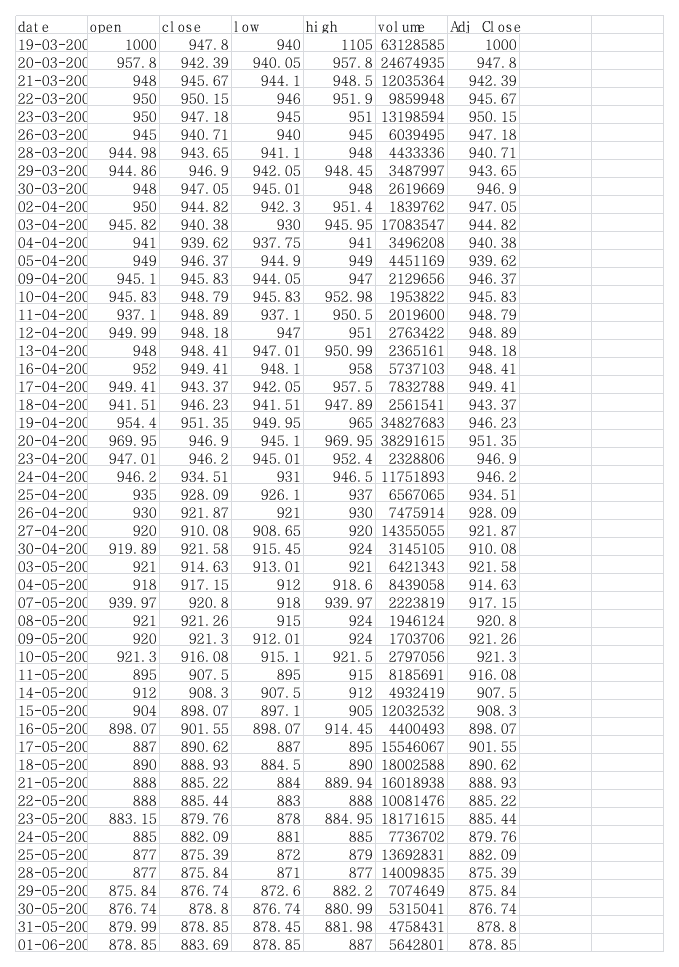 date open close low high volume Adj Close
19-03-200 1000 947.8 940 1105 63128585 1000
20-03-200 957.8 942.39 940.05 957.8 24674935 947.8
21-03-200 948 945.67 944.1 948.5 12035364 942.39
22-03-200 950 950.15 946 951.9 9859948 945.67
23-03-200 950 947.18 945 951 13198594 950.15
26-03-200 945 940.71 940 945 6039495 947.18
28-03-200 944.98 943.65 941.1 948 4433336 940.71
29-03-200 944.86 946.9 942.05 948.45 3487997 943.65
30-03-200 948 947.05 945.01 948 2619669 946.9
02-04-200 950 944.82 942.3 951.4 1839762 947.05
03-04-200 945.82 940.38 930 945.95 17083547 944.82
04-04-200 941 939.62 937.75 941 3496208 940.38
05-04-200 949 946.37 944.9 949 4451169 939.62
09-04-200 945.1 945.83 944.05 947 2129656 946.37
10-04-200 945.83 948.79 945.83 952.98 1953822 945.83
11-04-200 937.1 948.89 937.1 950.5 2019600 948.79
12-04-200 949.99 948.18 947 951 2763422 948.89
13-04-200 948 948.41 947.01 950.99 2365161 948.18
16-04-200 952 949.41 948.1 958 5737103 948.41
17-04-200 949.41 943.37 942.05 957.5 7832788 949.41
18-04-200 941.51 946.23 941.51 947.89 2561541 943.37
19-04-200 954.4 951.35 949.95 965 34827683 946.23
20-04-200 969.95 946.9 945.1 969.95 38291615 951.35
23-04-200 947.01 946.2 945.01 952.4 2328806 946.9
24-04-200 946.2 934.51 931 946.5 11751893 946.2
25-04-200 935 928.09 926.1 937 6567065 934.51
26-04-200 930 921.87 921 930 7475914 928.09
27-04-200 920 910.08 908.65 920 14355055 921.87
30-04-200 919.89 921.58 915.45 924 3145105 910.08
03-05-200 921 914.63 913.01 921 6421343 921.58
04-05-200 918 917.15 912 918.6 8439058 914.63
07-05-200 939.97 920.8 918 939.97 2223819 917.15
08-05-200 921 921.26 915 924 1946124 920.8
09-05-200 920 921.3 912.01 924 1703706 921.26
10-05-200 921.3 916.08 915.1 921.5 2797056 921.3
11-05-200 895 907.5 895 915 8185691 916.08
14-05-200 912 908.3 907.5 912 4932419 907.5
15-05-200 904 898.07 897.1 905 12032532 908.3
16-05-200 898.07 901.55 898.07 914.45 4400493 898.07
17-05-200 887 890.62 887 895 15546067 901.55
18-05-200 890 888.93 884.5 890 18002588 890.62
21-05-200 888 885.22 884 889.94 16018938 888.93
22-05-200 888 885.44 883 888 10081476 885.22
23-05-200 883.15 879.76 878 884.95 18171615 885.44
24-05-200 885 882.09 881 885 7736702 879.76
25-05-200 877 875.39 872 879 13692831 882.09
28-05-200 877 875.84 871 877 14009835 875.39
29-05-200 875.84 876.74 872.6 882.2 7074649 875.84
30-05-200 876.74 878.8 876.74 880.99 5315041 876.74
31-05-200 879.99 878.85 878.45 881.98 4758431 878.8
01-06-200 878.85 883.69 878.85 887 5642801 878.85